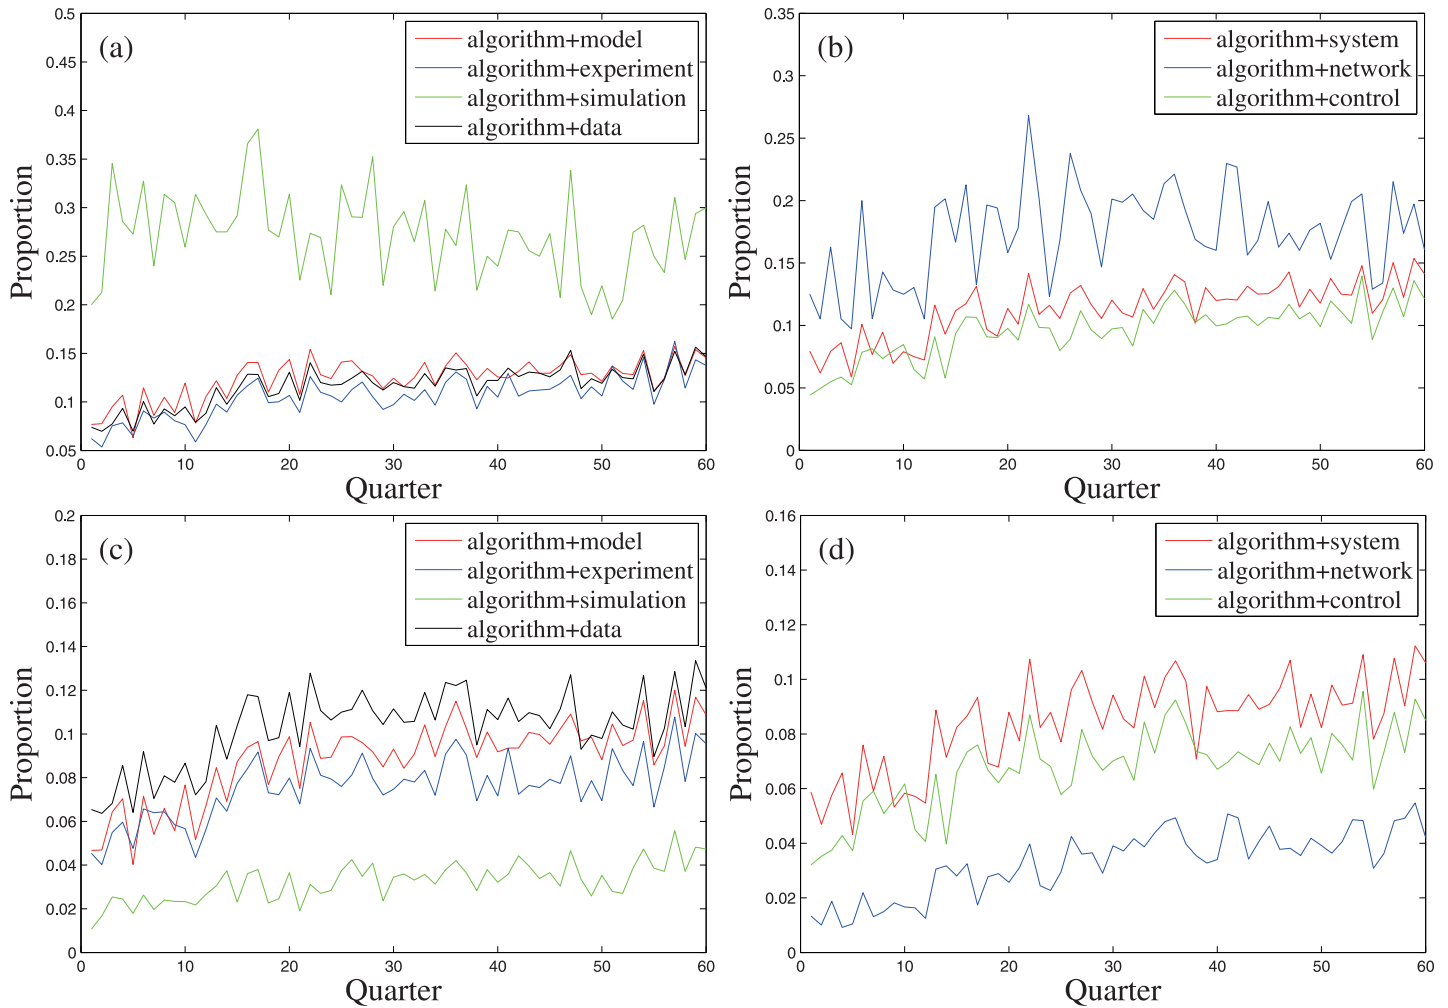 0.5
0.45
0.4
0.35
0.3
0.25
0.2
0.15
0.1
0.05
0 10 20 30 40 50 60
Proportion
Quarter
(a)
algorithm+model
algorithm+experiment
algorithm+simulation
algorithm+data
0.35
0.3
0.25
0.2
0.15
0.1
0.05
0
0 10 20 30 40 50 60
Proportion
Quarter
(b)
algorithm+system
algorithm+network
algorithm+control
0.2
0.18
0.16
0.14
0.12
0.1
0.08
0.06
0.04
0.02
0
0 10 20 30 40 50 60
Proportion
Quarter
(c)
algorithm+model
algorithm+experiment
algorithm+simulation
algorithm+data
0.16
0.14
0.12
0.1
0.08
0.06
0.04
0.02
0
0 10 20 30 40 50 60
Proportion
Quarter
(d)
algorithm+system
algorithm+network
algorithm+control